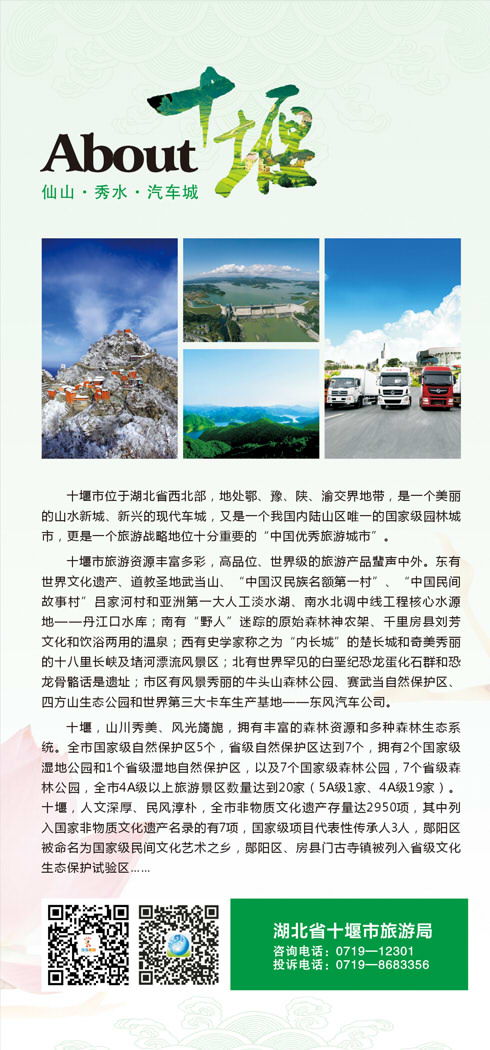 About十堰
仙山·秀水·汽车城
十堰市位于湖北省西北部，地处鄂、豫、陕、渝交界地带，是一个美丽
的山水新城、新兴的现代车城，又是一个我国内陆山区唯一的国家级园林城
市，更是一个旅游战略地位十分重要的“中国优秀旅游城市”。
十堰市旅游资源丰富多彩，高品位、世界级的旅游产品蜚声中外。东有
世界文化遗产、道教圣地武当山、“中国汉民族名额第一村”、“中国民间
故事村”吕家河村和亚洲第一大人工淡水湖、南水北调中线工程核心水源
地——丹江口水库；南有“野人”迷踪的原始森林神农架、千里房县刘芳
文化和饮浴两用的温泉；西有史学家称之为“内长城”的楚长城和奇美秀丽
的十八里长峡及堵河漂流风景区；北有世界罕见的白垩纪恐龙蛋化石群和恐
龙骨骼话是遗址；市区有风景秀丽的牛头山森林公园、赛武当自然保护区、
四方山生态公园和世界第三大卡车生产基地——东风汽车公司。
十堰，山川秀美、风光旖旎，拥有丰富的森林资源和多种森林生态系
统。全市国家级自然保护区5个，省级自然保护区达到7个，拥有2个国家级
湿地公园和1个省级湿地自然保护区，以及7个国家级森林公园，7个省级森
林公园，全市4A级以上旅游景区数量达到20家（5A级1家、4A级19家）。
十堰，人文深厚、民风淳朴，全市非物质文化遗产存量达2950项，其中列
入国家非物质文化遗产名录的有7项，国家级项目代表性传承人3人，郧阳区
被命名为国家级民间文化艺术之乡，郧阳区、房县门古寺镇被列入省级文化
生态保护试验区……
湖北省十堰市旅游局
咨询电话：0719—12301
投诉电话：0719—8683356